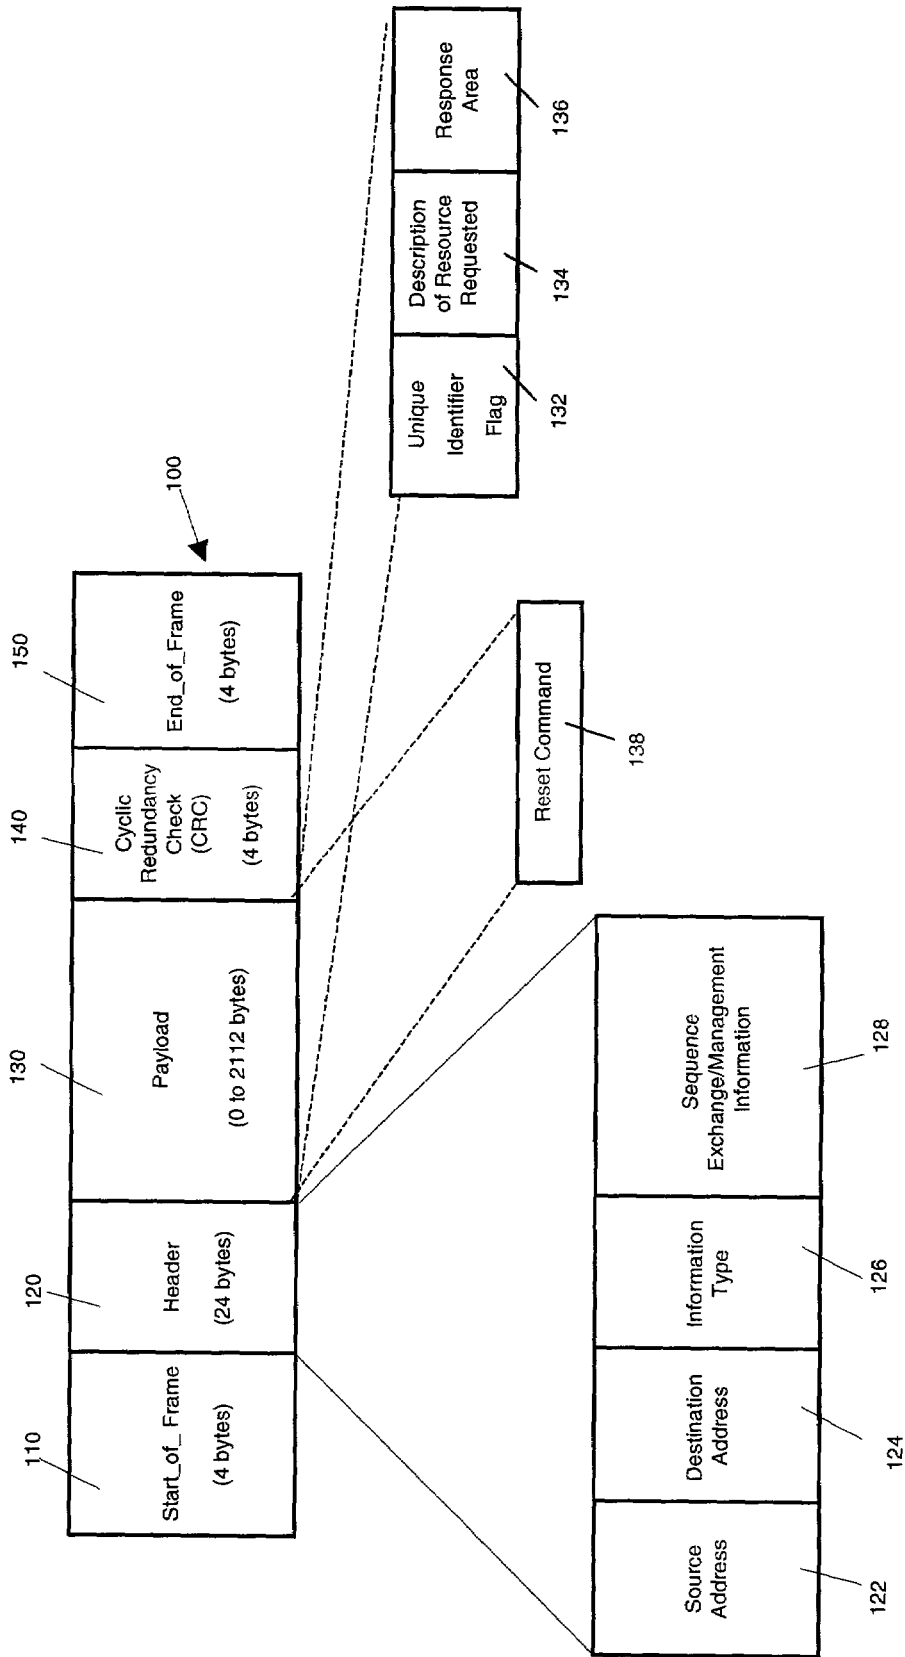 110
120
130
140
150
100
Start_of_ Frame
(4 bytes)
Header
(24 bytes)
Payload
(0 to 2112 bytes)
Cyclic
Redundancy
Check
(CRC)
(4 bytes)
End_of_Frame
(4 bytes)
Unique
Identifier
Flag
Description
of Resource
Requested
Response
Area
132
134
136
Reset Command
138
Source
Address
Destination
Address
Information
Type
Sequence
Exchange/Management
Information
122
124
126
128